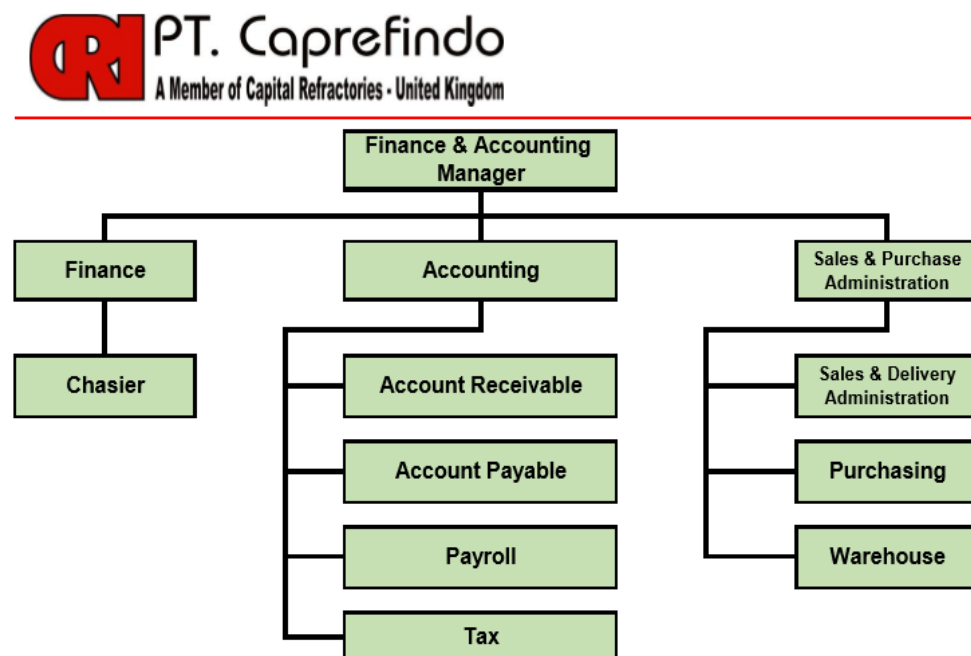 CRI
PT. Caprefindo
A Member of Capital Refractories - United Kingdom
Finance & Accounting
Manager
Finance
Accounting
Sales & Purchase
Administration
Chasier
Account Receivable
Sales & Delivery
Administration
Account Payable
Purchasing
Payroll
Warehouse
Tax